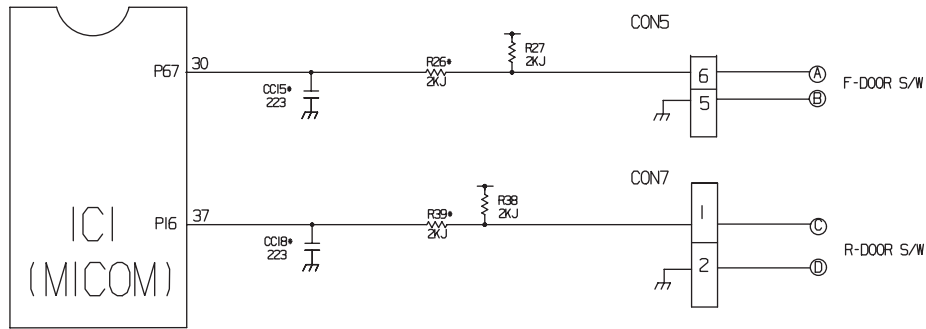 CON5
P67 30
R26*
2KJ
R27
2KJ
CC15*
223
6
5
A
B
F-DOOR S/W
CON7
P16 37
R39*
2KJ
R38
2KJ
CC18*
223
1
2
C
D
R-DOOR S/W
IC1
(MICOM)